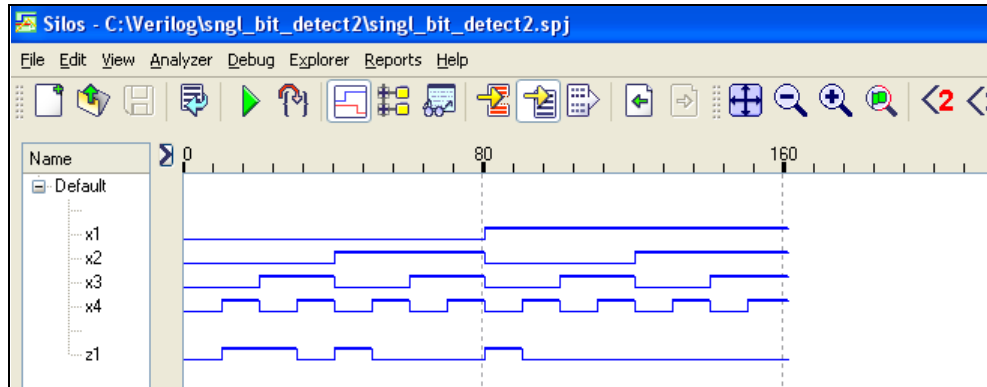 Silos - C:\Verilog\sngl_bit_detect2\singl_bit_detect2.spj
File Edit View Analyzer Debug Explorer Reports Help
2
Name 0 80 160
Default
x1
x2
x3
x4
z1